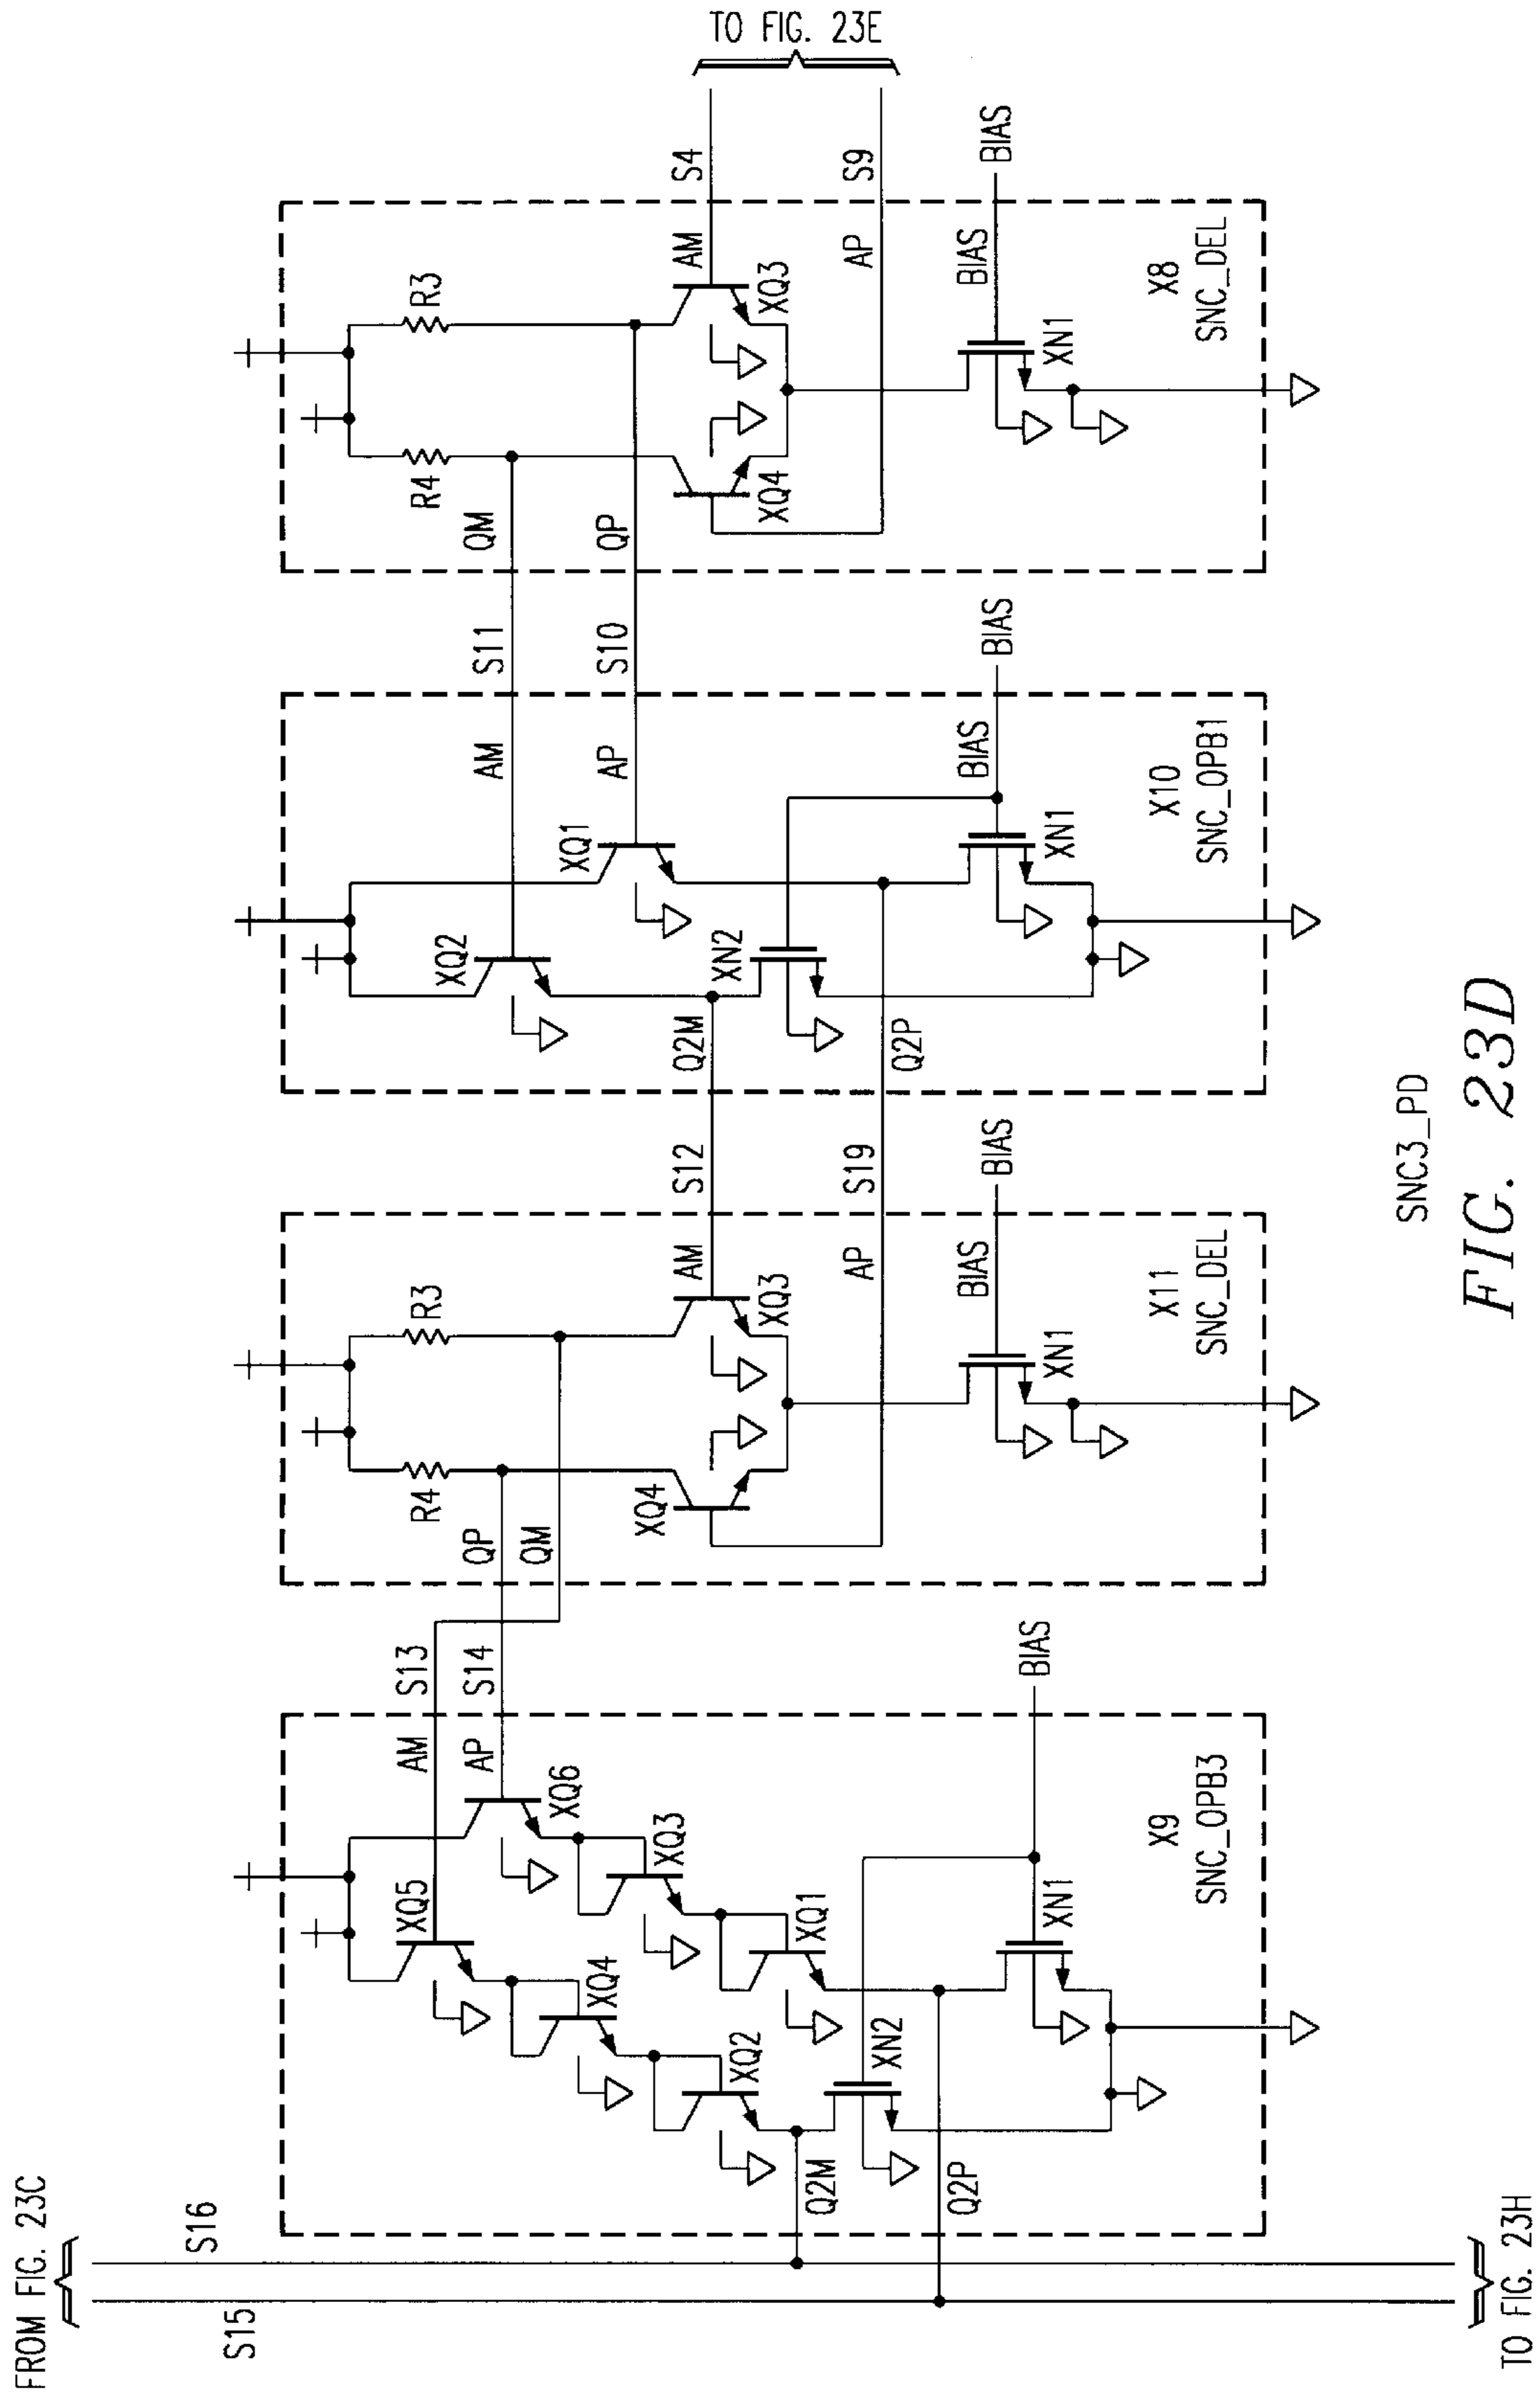 FROM FIG. 23C
S15
S16
TO FIG. 23H
Q2M
Q2P
XQ5
XQ4
XQ2
XQ6
XQ3
XQ1
XN2
XN1
AM
AP
X9
SNC_OPB3
BIAS
S13
S14
QP
QM
R4
R3
XQ4
XQ3
AM
AP
BIAS
XN1
X11
SNC_DEL
BIAS
S12
S19
Q2M
Q2P
XQ2
XQ1
XN2
XN1
AM
AP
BIAS
X10
SNC_OPB1
BIAS
S11
S10
QM
QP
R4
R3
XQ4
XQ3
AM
AP
BIAS
XN1
X8
SNC_DEL
BIAS
S4
S9
TO FIG. 23E
SNC3_PD
FIG. 23D